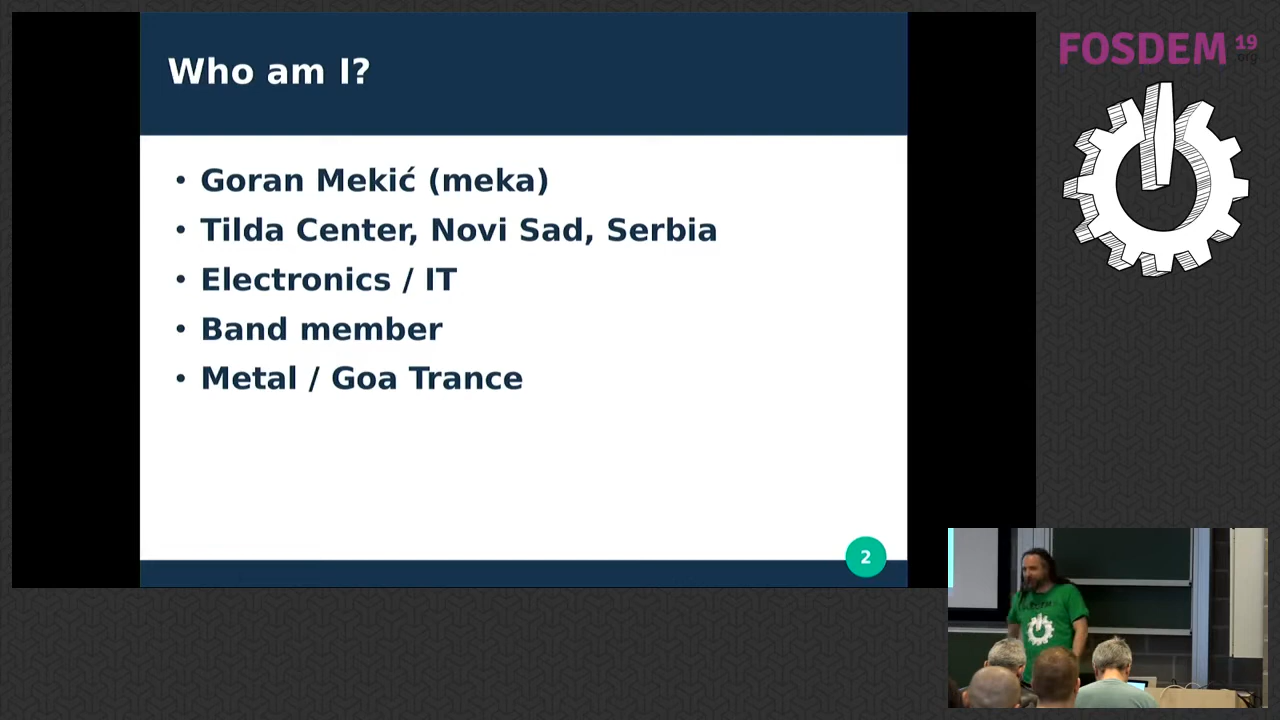 Who am I?
• Goran Mekić (meka)
• Tilda Center, Novi Sad, Serbia
• Electronics / IT
• Band member
• Metal / Goa Trance
2
FOSDEM 19
.org